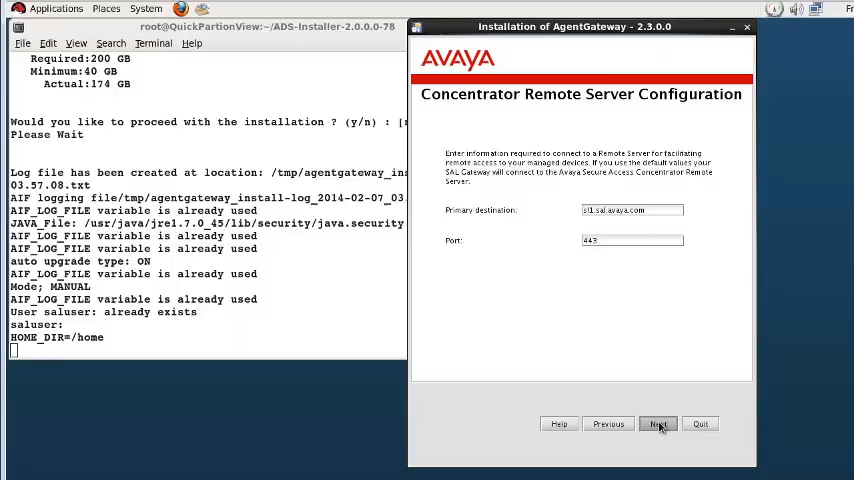 Applications Places System
Fr
root@QuickPartionView:~/ADS-Installer-2.0.0.0-78
File Edit View Search Terminal Help
Required:200 GB
Minimum:40 GB
Actual:174 GB
Would you like to proceed with the installation ? (y/n) : [n
Please Wait
Log file has been created at location: /tmp/agentgateway_ins
03.57.08.txt
AIF logging file/tmp/agentgateway_install-log_2014-02-07_03.
AIF_LOG_FILE variable is already used
JAVA_File: /usr/java/jre1.7.0_45/lib/security/java.security
AIF_LOG_FILE variable is already used
AIF_LOG_FILE variable is already used
auto upgrade type: ON
AIF_LOG_FILE variable is already used
Mode; MANUAL
AIF_LOG_FILE variable is already used
User saluser: already exists
saluser:
HOME_DIR=/home
Installation of AgentGateway - 2.3.0.0
AVAYA
Concentrator Remote Server Configuration
Enter information required to connect to a Remote Server for facilitating
remote access to your managed devices. If you use the default values your
SAL Gateway will connect to the Avaya Secure Access Concentrator Remote
Server.
Primary destination: sl1.sal.avaya.com
Port: 443
Help Previous Next Quit